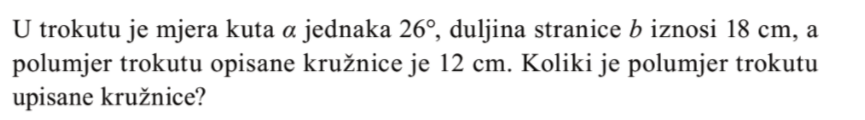 U trokutu je mjera kuta α jednaka 26°, duljina stranice b iznosi 18 cm, a
polumjer trokutu opisane kružnice je 12 cm. Koliki je polumjer trokutu
upisane kružnice?